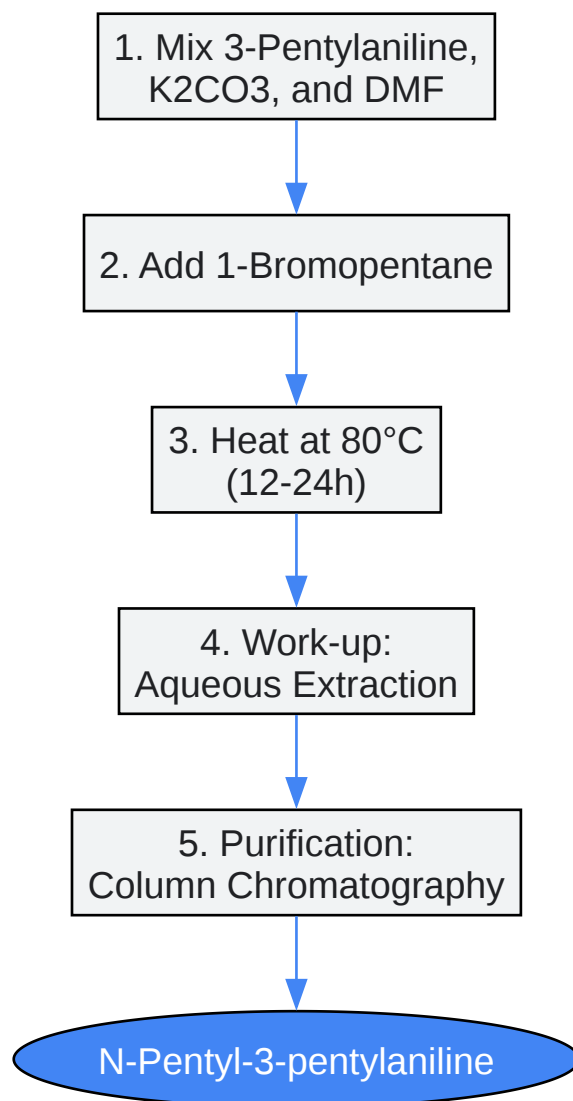 1. Mix 3-Pentylaniline,
K2CO3, and DMF
2. Add 1-Bromopentane
3. Heat at 80°C
(12-24h)
4. Work-up:
Aqueous Extraction
5. Purification:
Column Chromatography
N-Pentyl-3-pentylaniline